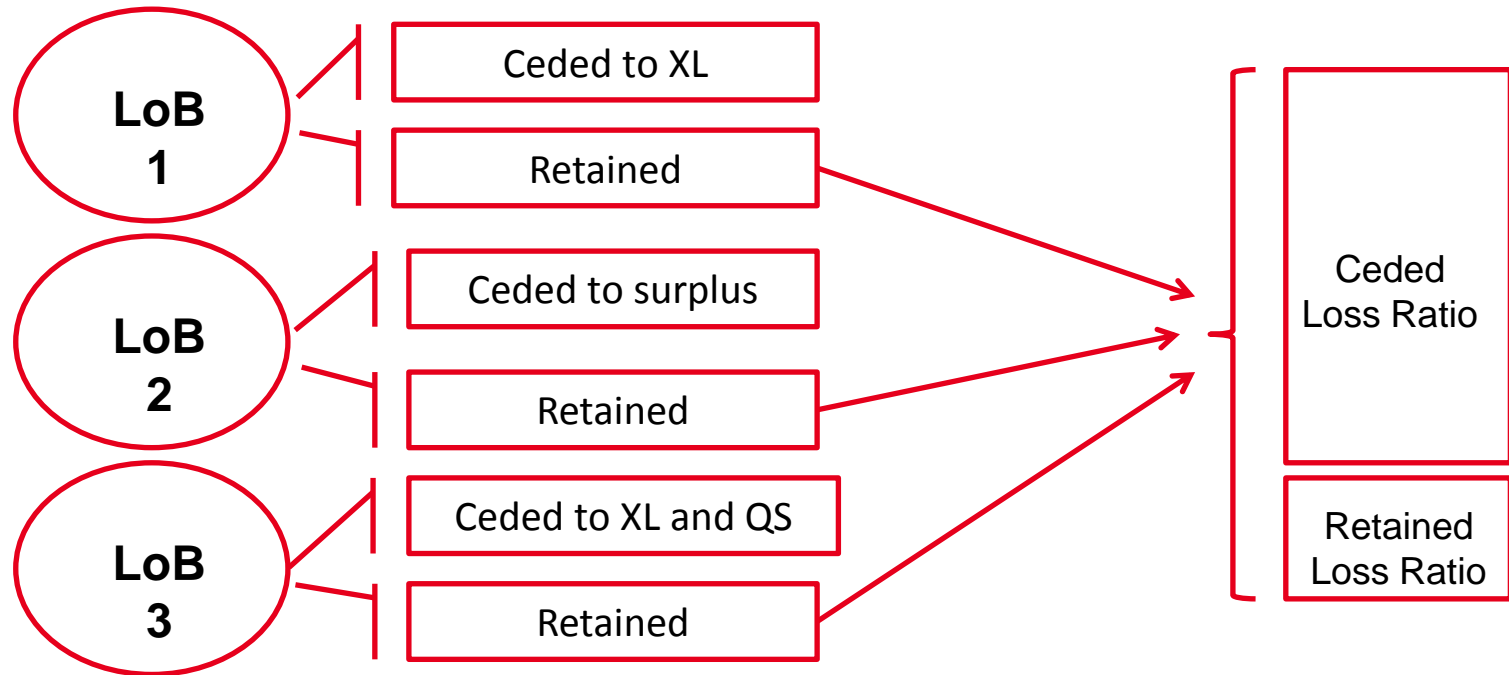 LoB
1
Ceded to XL
Retained
LoB
2
Ceded to surplus
Retained
LoB
3
Ceded to XL and QS
Retained
Ceded
Loss Ratio
Retained
Loss Ratio